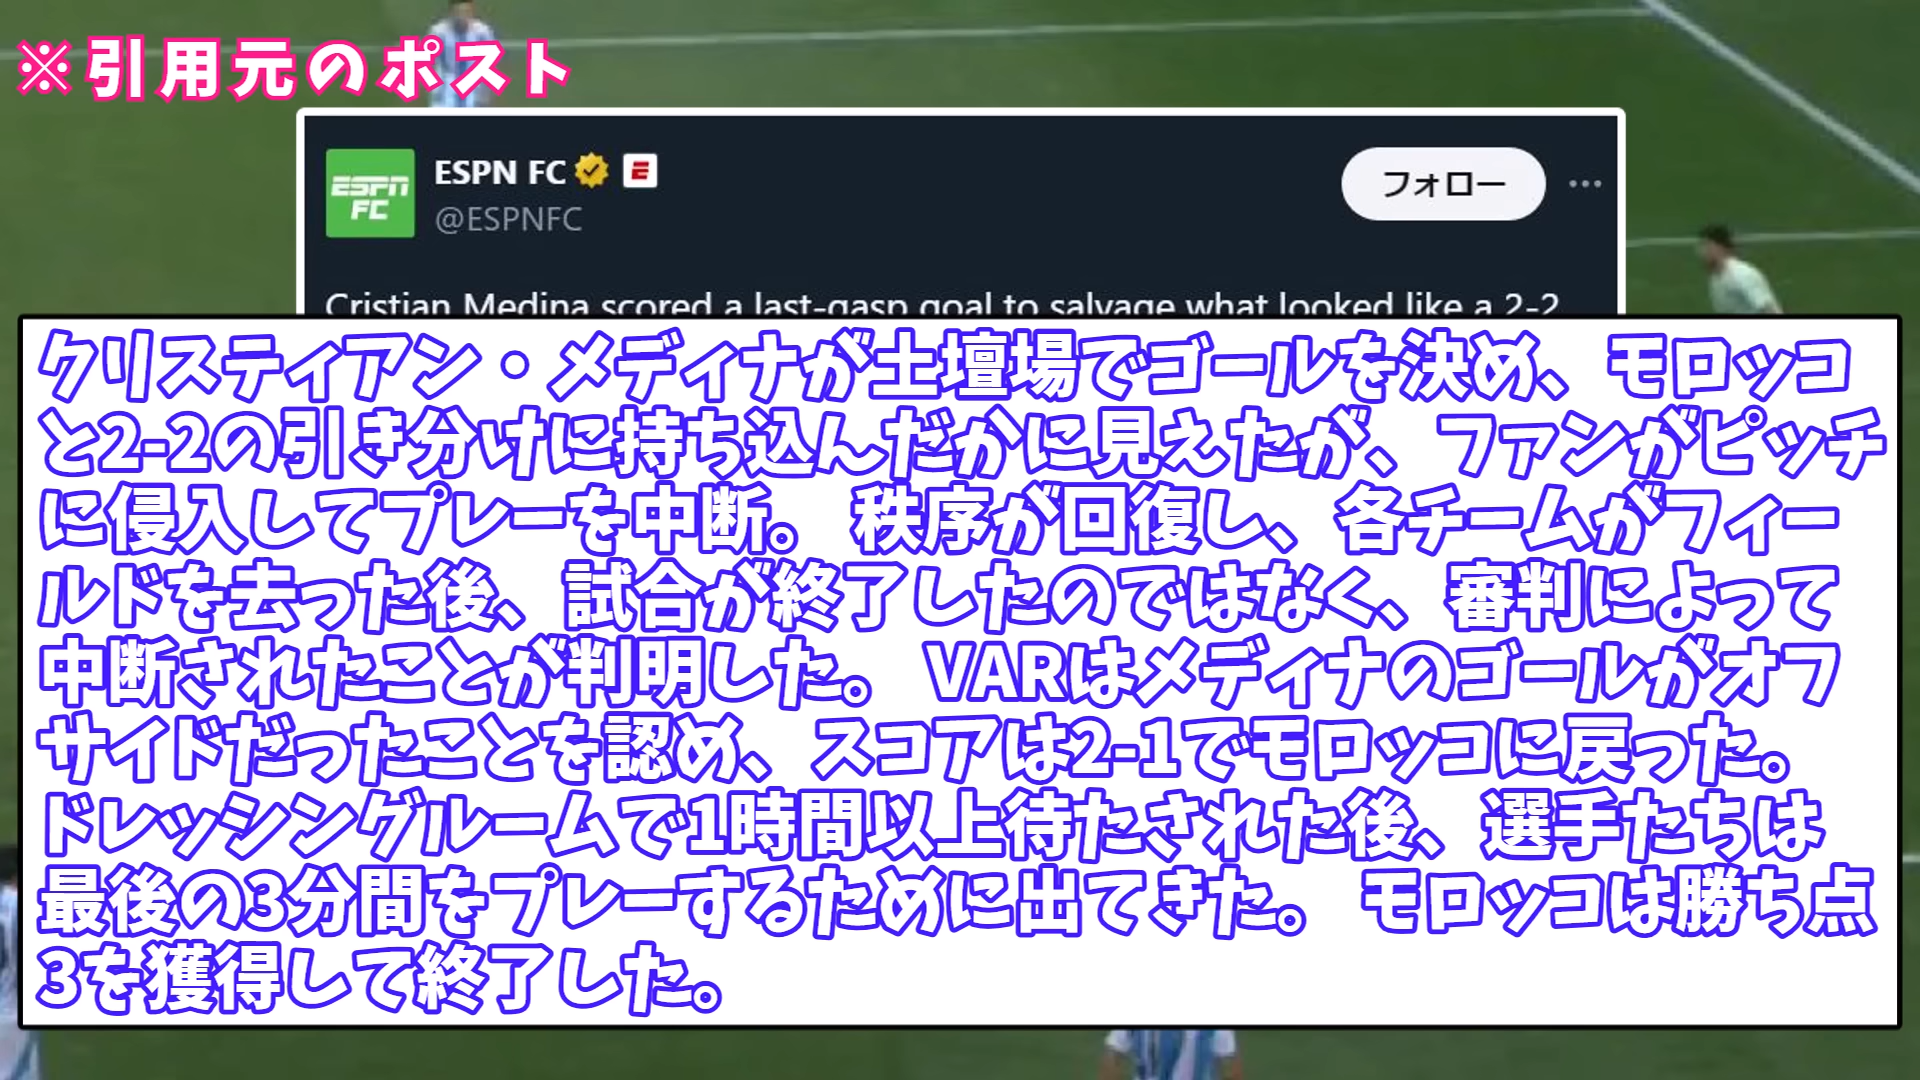 ※引用元のポスト
ESPN FC
ESPN FC
@ESPNFC
フォロー
Cristian Medina scored a last-gasp goal to salvage what looked like a 2-2
クリスティアン・メディナが土壇場でゴールを決め、モロッコ
と2-2の引き分けに持ち込んだかに見えたが、ファンがピッチ
に侵入してプレーを中断。 秩序が回復し、各チームがフィー
ルドを去った後、試合が終了したのではなく、審判によって
中断されたことが判明した。 VARはメディナのゴールがオフ
サイドだったことを認め、スコアは2-1でモロッコに戻った。
ドレッシングルームで1時間以上待たされた後、選手たちは
最後の3分間をプレーするために出てきた。 モロッコは勝ち点
3を獲得して終了した。